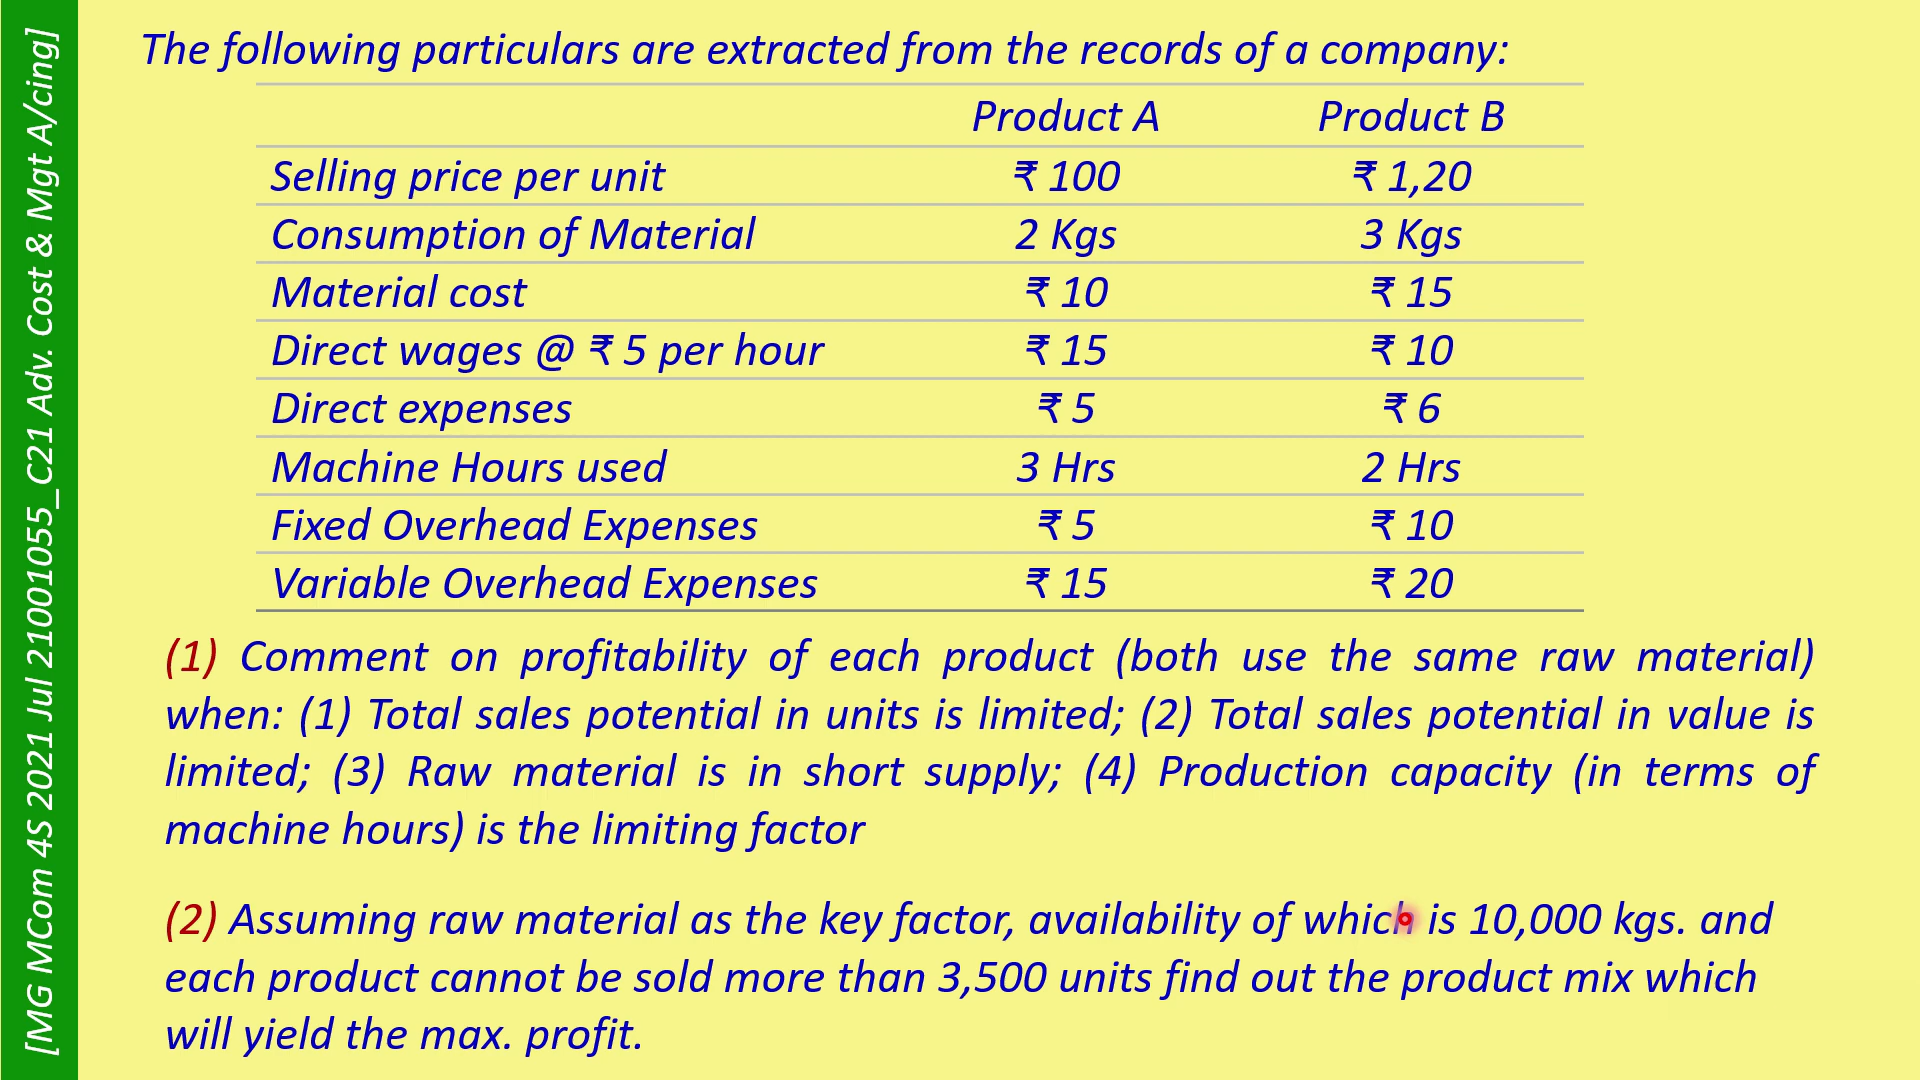 [MG MCom 4S 2021 Jul 21001055_C21 Adv. Cost & Mgt A/cing]
The following particulars are extracted from the records of a company:
Product A Product B
Selling price per unit ₹ 100 ₹ 1,20
Consumption of Material 2 Kgs 3 Kgs
Material cost ₹ 10 ₹ 15
Direct wages @ ₹ 5 per hour ₹ 15 ₹ 10
Direct expenses ₹ 5 ₹ 6
Machine Hours used 3 Hrs 2 Hrs
Fixed Overhead Expenses ₹ 5 ₹ 10
Variable Overhead Expenses ₹ 15 ₹ 20
(1) Comment on profitability of each product (both use the same raw material)
when: (1) Total sales potential in units is limited; (2) Total sales potential in value is
limited; (3) Raw material is in short supply; (4) Production capacity (in terms of
machine hours) is the limiting factor
(2) Assuming raw material as the key factor, availability of which is 10,000 kgs. and
each product cannot be sold more than 3,500 units find out the product mix which
will yield the max. profit.